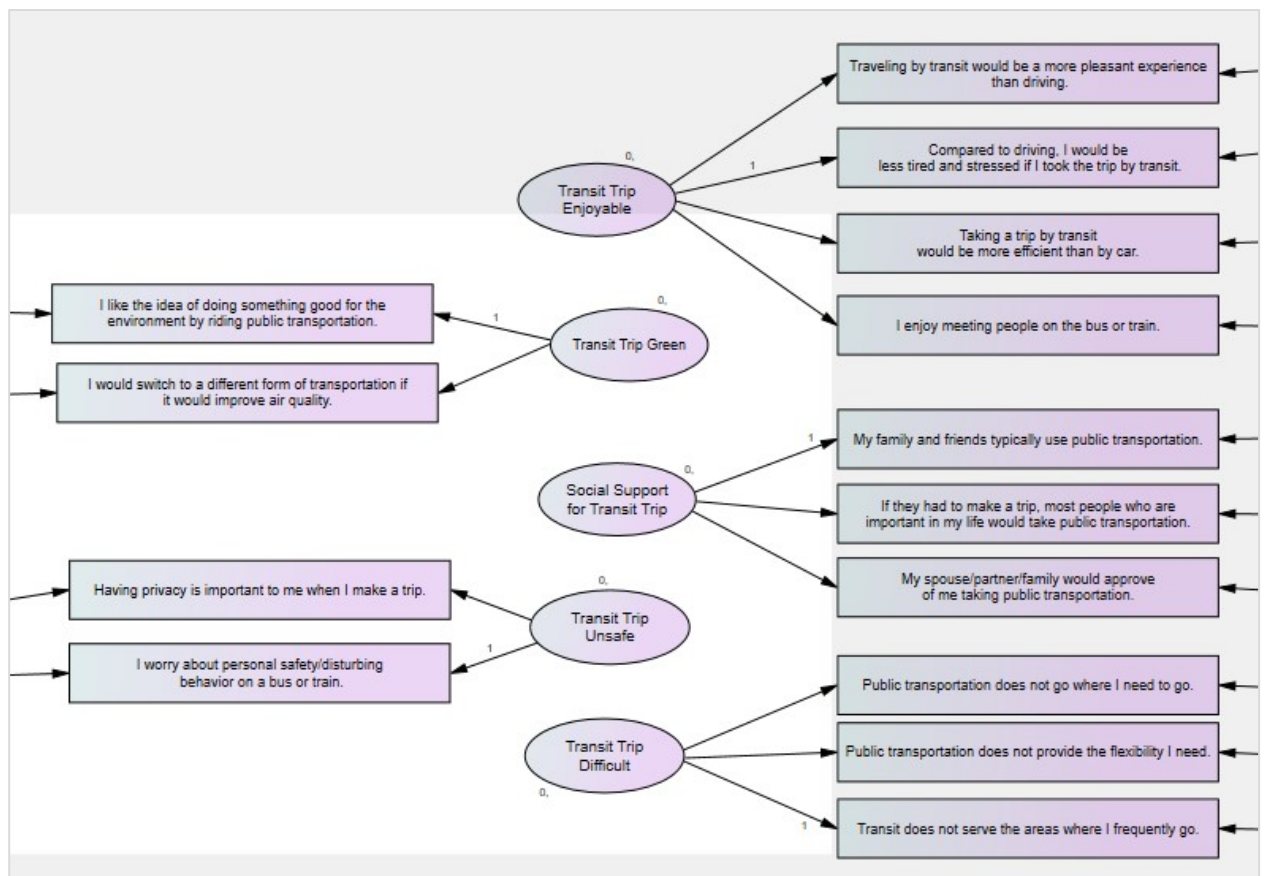 Traveling by transit would be a more pleasant experience
than driving.
0,
1
Compared to driving, I would be
less tired and stressed if I took the trip by transit.
Transit Trip
Enjoyable
Taking a trip by transit
would be more efficient than by car.
I enjoy meeting people on the bus or train.
I like the idea of doing something good for the
environment by riding public transportation.
1
0,
Transit Trip Green
I would switch to a different form of transportation if
it would improve air quality.
1
My family and friends typically use public transportation.
0,
Social Support
for Transit Trip
If they had to make a trip, most people who are
important in my life would take public transportation.
My spouse/partner/family would approve
of me taking public transportation.
Having privacy is important to me when I make a trip.
0,
Transit Trip
Unsafe
1
I worry about personal safety/disturbing
behavior on a bus or train.
Public transportation does not go where I need to go.
Transit Trip
Difficult
0,
Public transportation does not provide the flexibility I need.
1
Transit does not serve the areas where I frequently go.